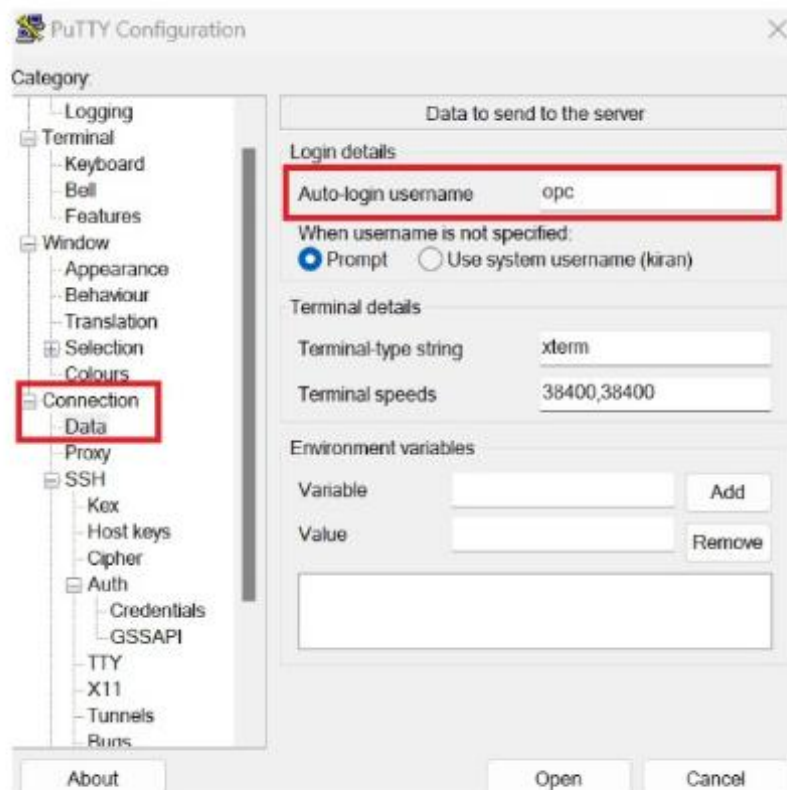 PuTTY Configuration
Category:
Logging
Terminal
Keyboard
Bell
Features
Window
Appearance
Behaviour
Translation
Selection
Colours
Connection
Data
Proxy
SSH
Kex
Host keys
Cipher
Auth
Credentials
GSSAPI
TTY
X11
Tunnels
Bugs
Data to send to the server
Login details
Auto-login username opc
When username is not specified:
Prompt Use system username (kiran)
Terminal details
Terminal-type string xterm
Terminal speeds 38400,38400
Environment variables
Variable Add
Value Remove
About Open Cancel